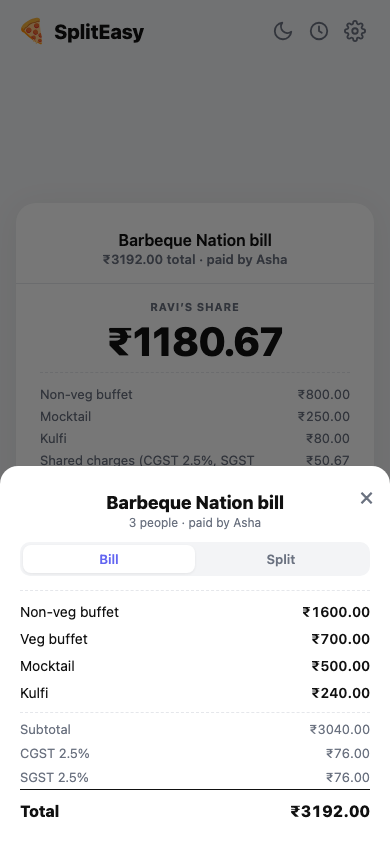 SplitEasy
Barbeque Nation bill
₹3192.00 total · paid by Asha
RAVI'S SHARE
₹1180.67
Non-veg buffet ₹800.00
Mocktail ₹250.00
Kulfi ₹80.00
Shared charges (CGST 2.5%, SGST ₹50.67
Barbeque Nation bill
3 people · paid by Asha
Bill Split
Non-veg buffet ₹1600.00
Veg buffet ₹700.00
Mocktail ₹500.00
Kulfi ₹240.00
Subtotal ₹3040.00
CGST 2.5% ₹76.00
SGST 2.5% ₹76.00
Total ₹3192.00